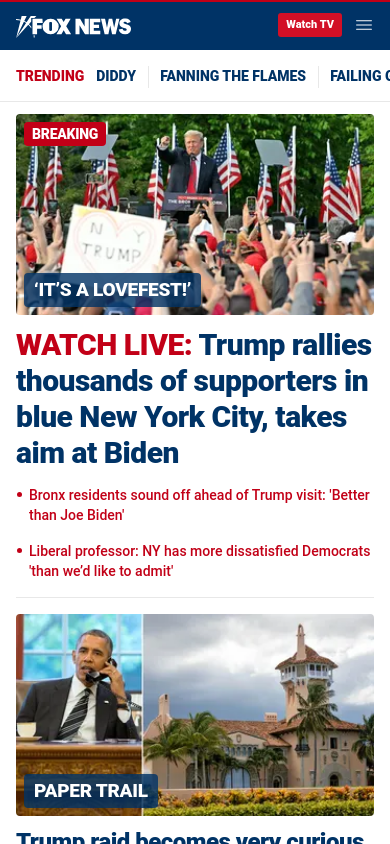 FOX NEWS
Watch TV
TRENDING DIDDY FANNING THE FLAMES FAILING
BREAKING
NY
TRUMP
‘IT’S A LOVEFEST!’
WATCH LIVE: Trump rallies
thousands of supporters in
blue New York City, takes
aim at Biden
Bronx residents sound off ahead of Trump visit: 'Better
than Joe Biden'
Liberal professor: NY has more dissatisfied Democrats
'than we’d like to admit'
PAPER TRAIL
Trump raid becomes very curious